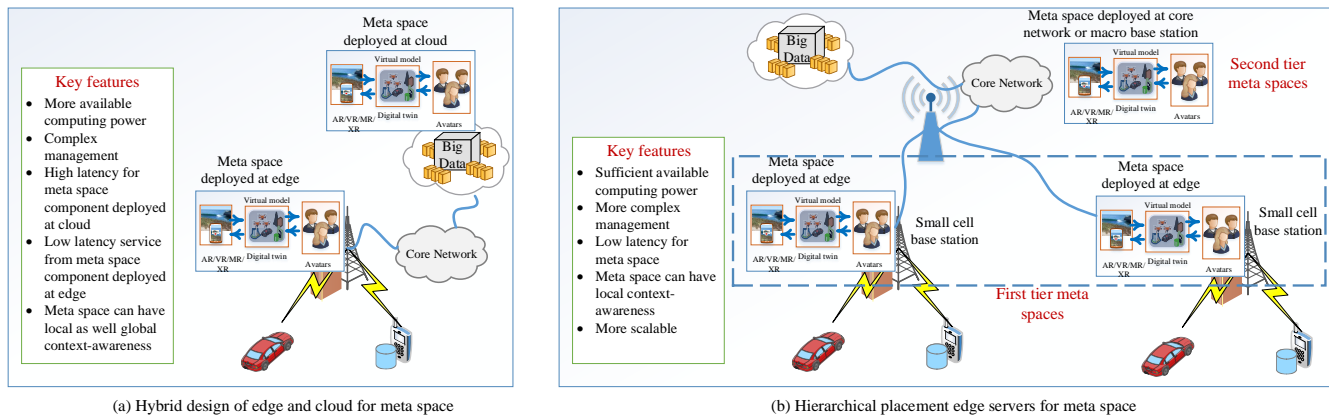 Meta space
deployed at cloud
Virtual model
AR/VR/MR/
XR
Digital twin
Avatars
Key features
• More available
computing power
• Complex
management
• High latency for
meta space
component deployed
at cloud
• Low latency service
from meta space
component deployed
at edge
• Meta space can have
local as well global
context-awareness
Big
Data
Meta space
deployed at edge
Virtual model
AR/VR/MR/
XR
Digital twin
Avatars
Core Network
(a) Hybrid design of edge and cloud for meta space
Big
Data
Core Network
Meta space deployed at core
network or macro base station
Virtual model
AR/VR/MR/
XR
Digital twin
Avatars
Second tier
meta spaces
Key features
• Sufficient available
computing power
• More complex
management
• Low latency for
meta space
• Meta space can have
local context-
awareness
• More scalable
Meta space
deployed at edge
Virtual model
AR/VR/MR/
XR
Digital twin
Avatars
Small cell
base station
Meta space
deployed at edge
Virtual model
AR/VR/MR/
XR
Digital twin
Avatars
Small cell
base station
First tier meta
spaces
(b) Hierarchical placement edge servers for meta space